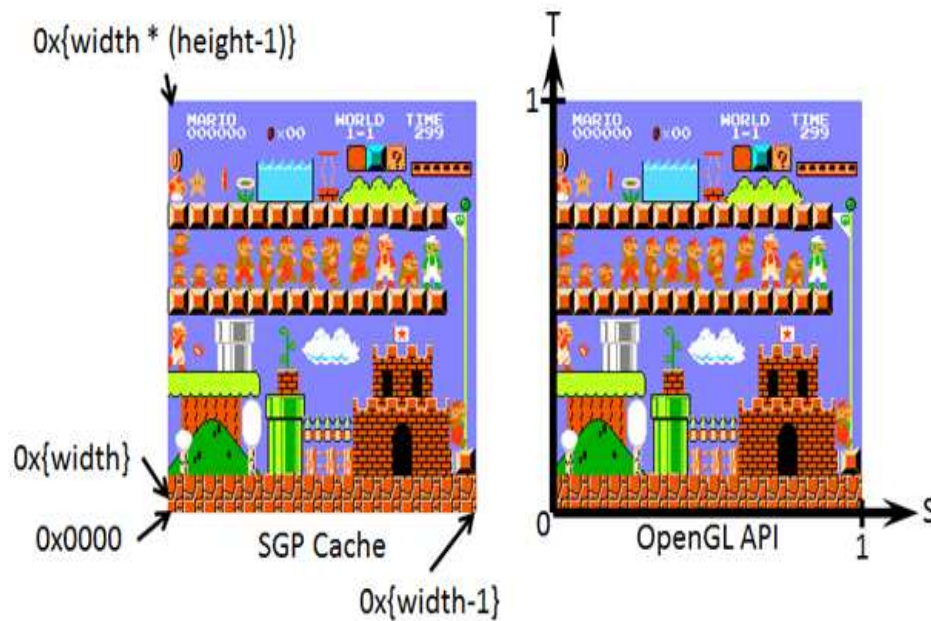 0x{width * (height-1)}
T
1
MARIO WORLD TIME
000000 x00 1-1 299
?
MARIO WORLD TIME
000000 x00 1-1 299
?
0x{width}
0x0000
SGP Cache
0x{width-1}
0
OpenGL API
1
S